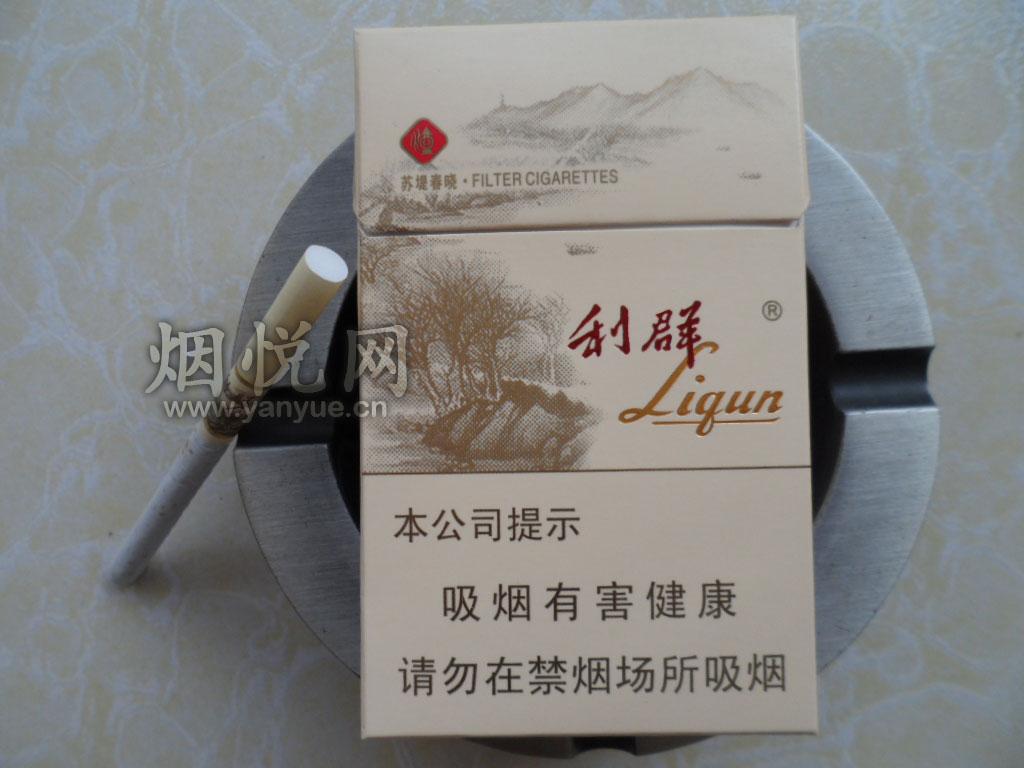 苏堤春晓·FILTER CIGARETTES
利群
®
Liqun
烟悦网
www.yanyue.cn
本公司提示
吸烟有害健康
请勿在禁烟场所吸烟